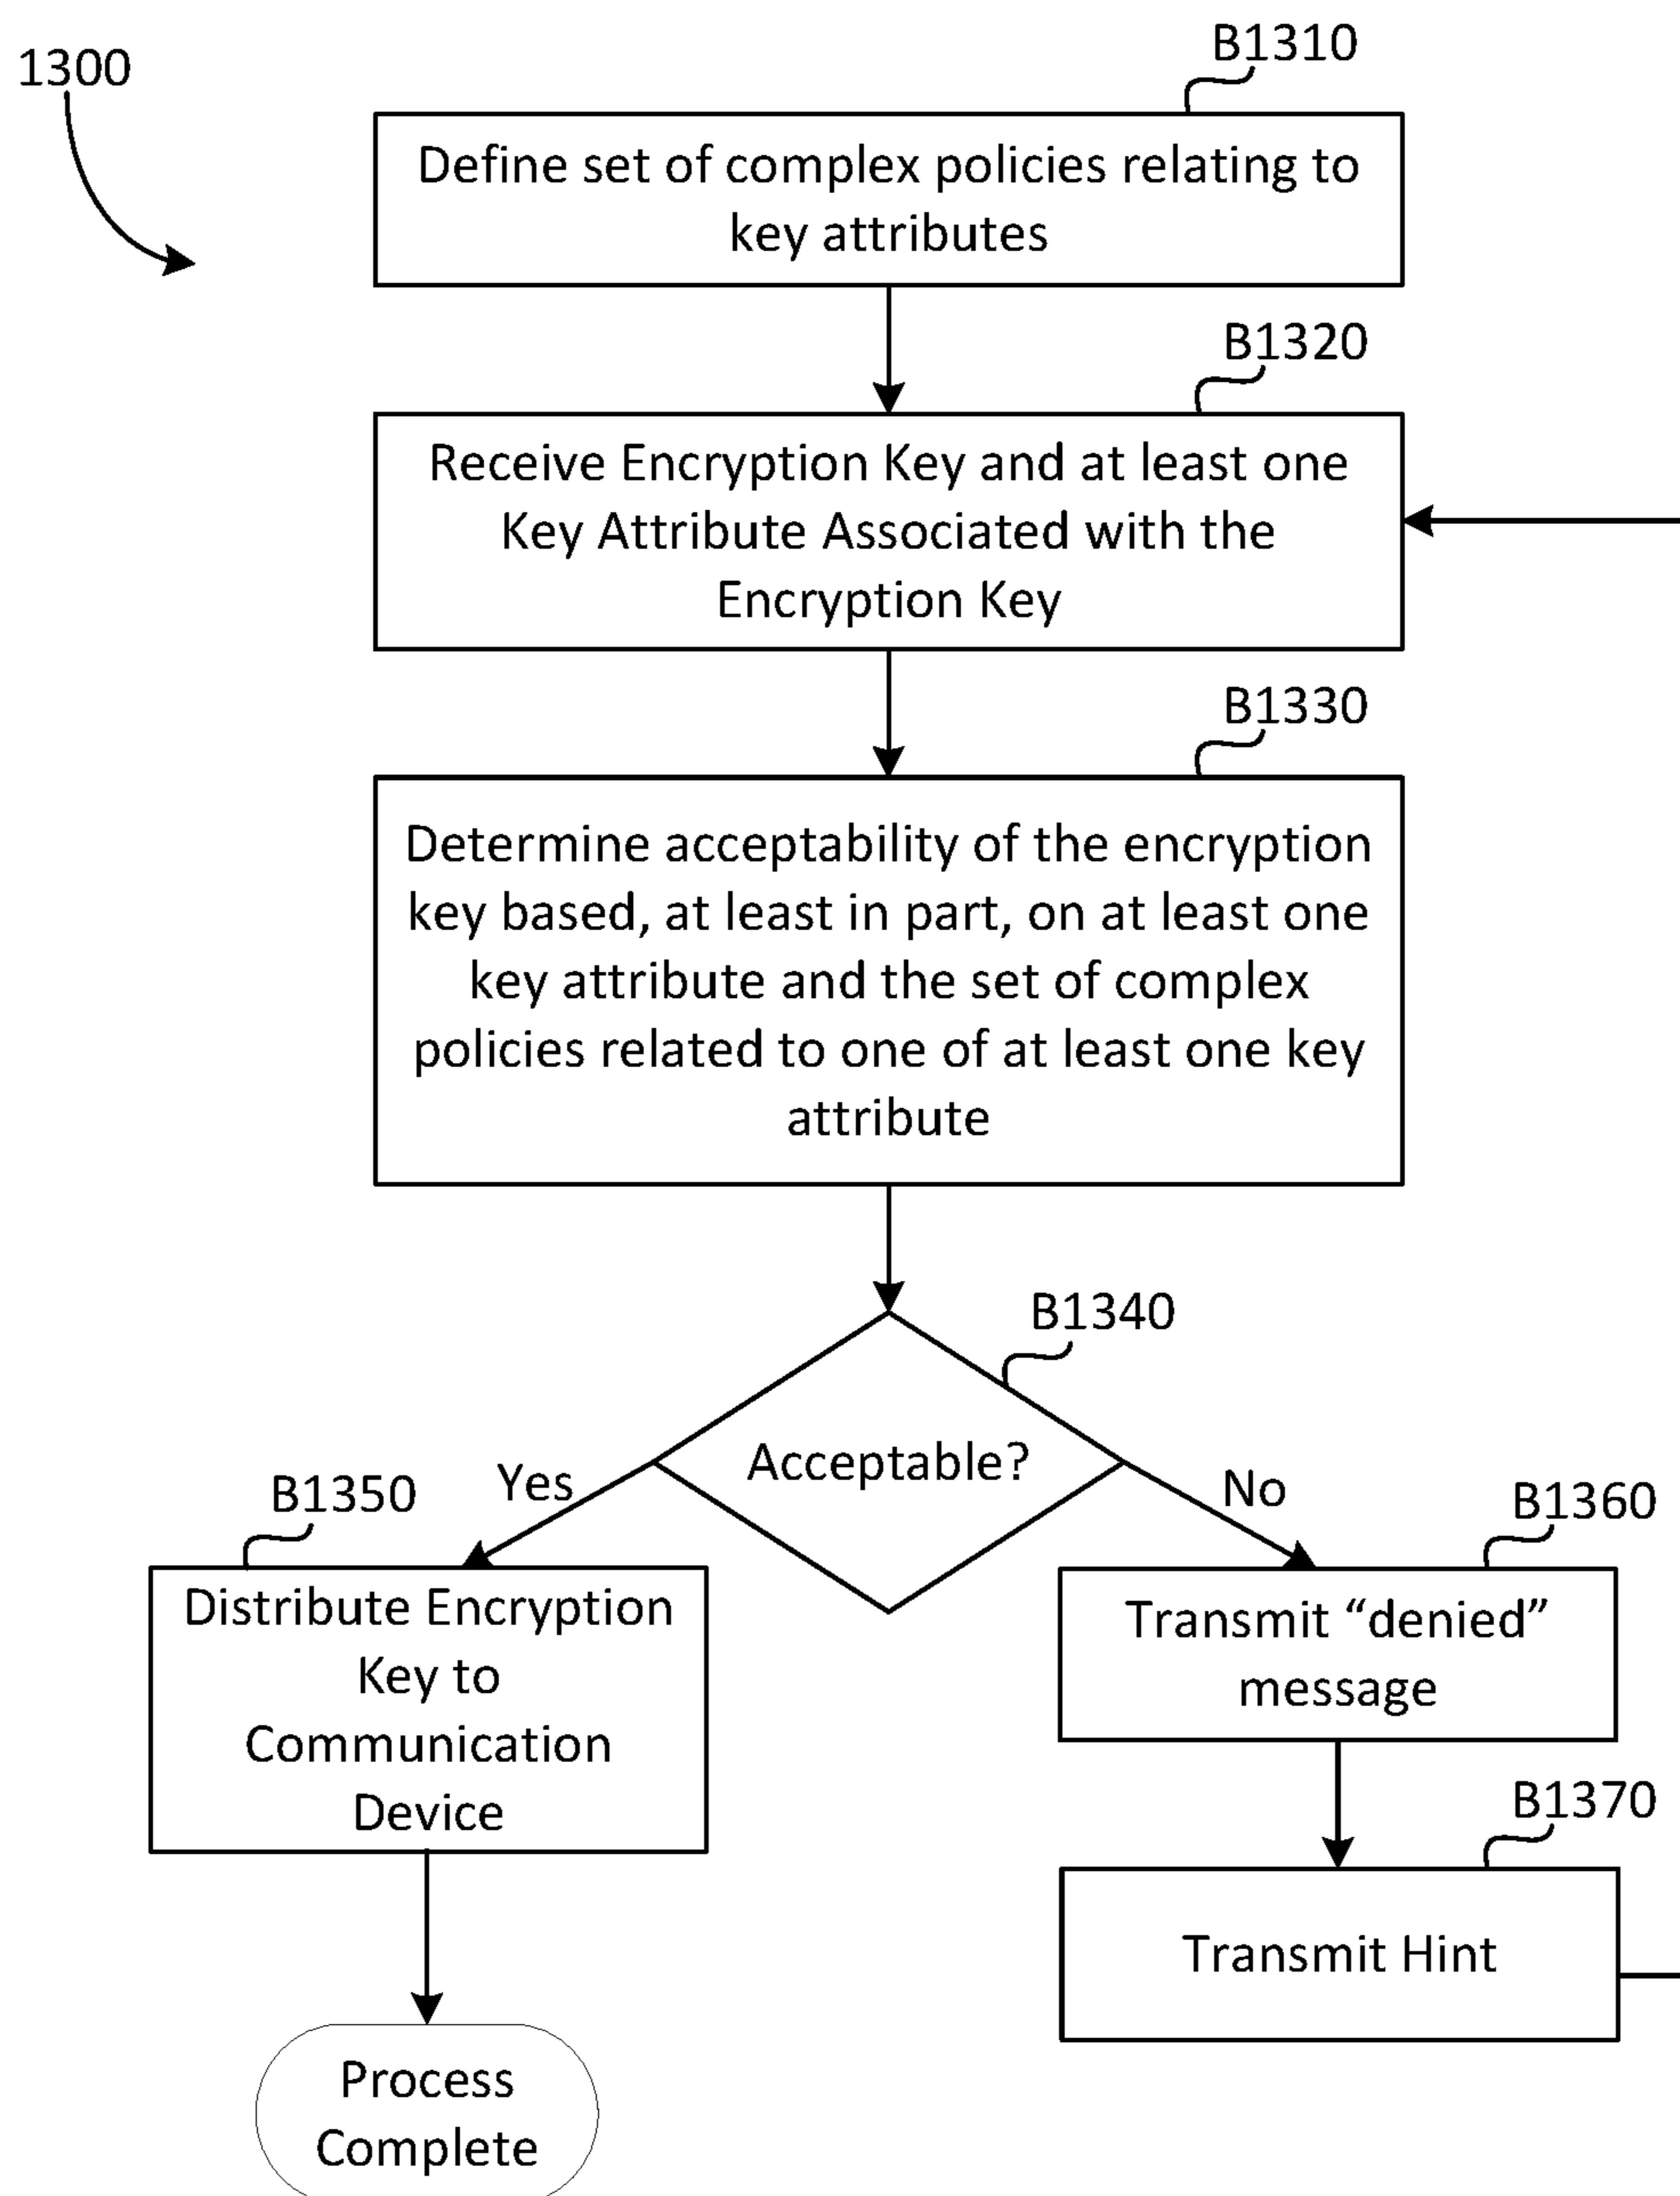 1300
B1310
Define set of complex policies relating to
key attributes
B1320
Receive Encryption Key and at least one
Key Attribute Associated with the
Encryption Key
B1330
Determine acceptability of the encryption
key based, at least in part, on at least one
key attribute and the set of complex
policies related to one of at least one key
attribute
B1340
Acceptable?
Yes
No
B1350
Distribute Encryption
Key to
Communication
Device
B1360
Transmit “denied”
message
B1370
Transmit Hint
Process
Complete